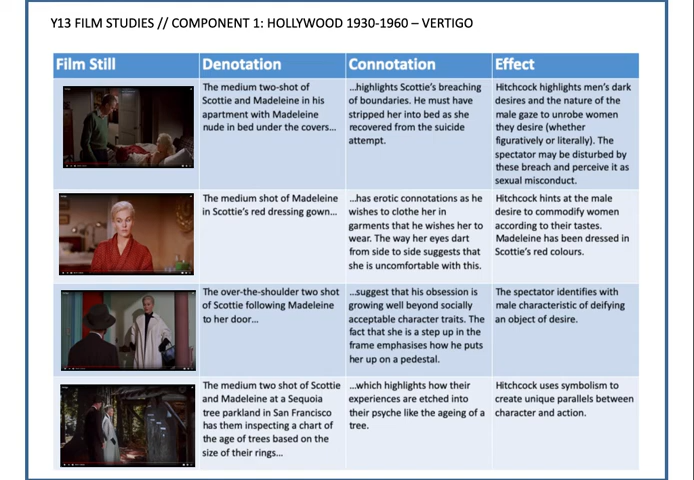 Y13 FILM STUDIES // COMPONENT 1: HOLLYWOOD 1930-1960 – VERTIGO
Film Still
Denotation
Connotation
Effect
The medium two-shot of
Scottie and Madeleine in his
apartment with Madeleine
nude in bed under the covers…
…highlights Scottie's breaching
of boundaries. He must have
stripped her into bed as she
recovered from the suicide
attempt.
Hitchcock highlights men's dark
desires and the nature of the
male gaze to unrobe women
they desire (whether
figuratively or literally). The
spectator may be disturbed by
these breach and perceive it as
sexual misconduct.
The medium shot of Madeleine
in Scottie's red dressing gown…
…has erotic connotations as he
wishes to clothe her in
garments that he wishes her to
wear. The way her eyes dart
from side to side suggests that
she is uncomfortable with this.
Hitchcock hints at the male
desire to commodify women
according to their tastes.
Madeleine has been dressed in
Scottie's red colours.
The over-the-shoulder two shot
of Scottie following Madeleine
to her door…
…suggest that his obsession is
growing well beyond socially
acceptable character traits. The
fact that she is a step up in the
frame emphasises how he puts
her up on a pedestal.
The spectator identifies with
male characteristic of deifying
an object of desire.
The medium two shot of Scottie
and Madeleine at a Sequoia
tree parkland in San Francisco
has them inspecting a chart of
the age of trees based on the
size of their rings…
…which highlights how their
experiences are etched into
their psyche like the ageing of a
tree.
Hitchcock uses symbolism to
create unique parallels between
character and action.